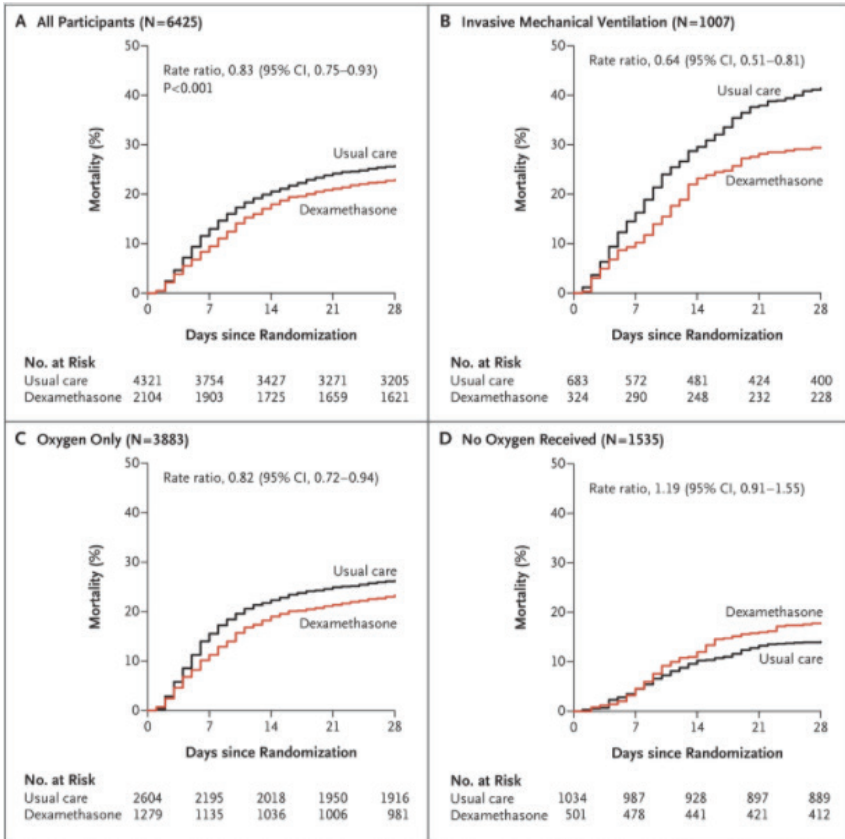 A All Participants (N=6425)
50
40
30
20
10
0
Mortality (%)
Rate ratio, 0.83 (95% CI, 0.75–0.93)
P<0.001
Usual care
Dexamethasone
0 7 14 21 28
Days since Randomization
No. at Risk
Usual care 4321 3754 3427 3271 3205
Dexamethasone 2104 1903 1725 1659 1621
B Invasive Mechanical Ventilation (N=1007)
50
40
30
20
10
0
Mortality (%)
Rate ratio, 0.64 (95% CI, 0.51–0.81)
Usual care
Dexamethasone
0 7 14 21 28
Days since Randomization
No. at Risk
Usual care 683 572 481 424 400
Dexamethasone 324 290 248 232 228
C Oxygen Only (N=3883)
50
40
30
20
10
0
Mortality (%)
Rate ratio, 0.82 (95% CI, 0.72–0.94)
Usual care
Dexamethasone
0 7 14 21 28
Days since Randomization
No. at Risk
Usual care 2604 2195 2018 1950 1916
Dexamethasone 1279 1135 1036 1006 981
D No Oxygen Received (N=1535)
50
40
30
20
10
0
Mortality (%)
Rate ratio, 1.19 (95% CI, 0.91–1.55)
Dexamethasone
Usual care
0 7 14 21 28
Days since Randomization
No. at Risk
Usual care 1034 987 928 897 889
Dexamethasone 501 478 441 421 412